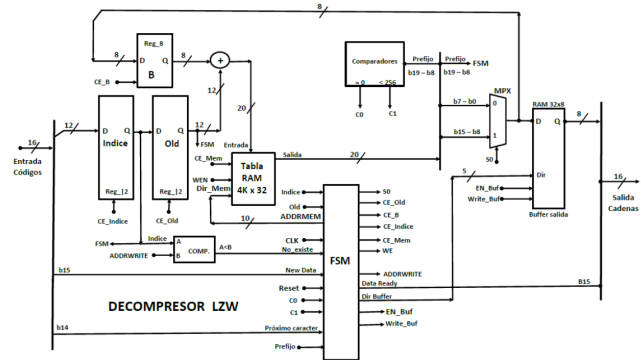 8
Reg_8
D Q
B
8
8
CE_B
+
12
20
Entrada
12
D Q
Indice
Reg_|2
CE_Indice
D Q
Old
Reg_|2
CE_Old
12
FSM
16
Entrada
Códigos
CE_Mem
WEN
Dir_Mem
Tabla
RAM
4K x 32
Salida
20
10
Comparadores
= 0 < 256
C0 C1
Prefijo
b19 – b8
Prefijo
FSM
b19 – b8
b7 – b0
b15 – b8
MPX
0
1
S0
RAM 32x8
D Q
Dir
8
5
EN_Buf
Write_Buf
Buffer salida
16
Salida
Cadenas
FSM
Indice
ADDRWRITE
A
B
COMP.
A<B
No_existe
b15
New Data
b14
Próximo caracter
DECOMPRESOR LZW
Indice
Old
ADDRMEM
CLK
Reset
C0
C1
Prefijo
FSM
S0
CE_Old
CE_B
CE_Indice
CE_Mem
WE
ADDRWRITE
Data Ready
B15
Dir Buffer
EN_Buf
Write_Buf